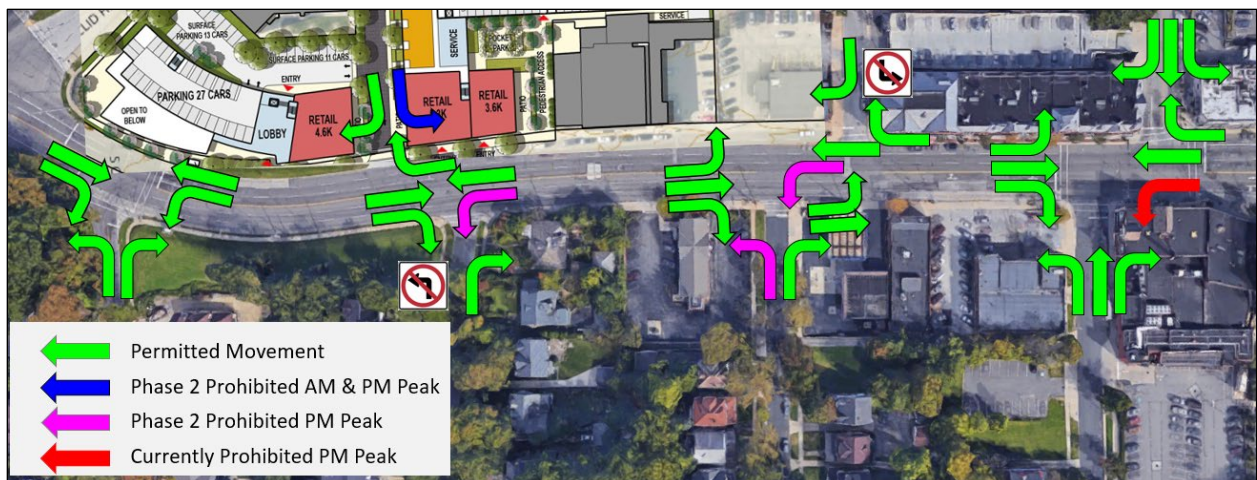 SURFACE
PARKING 13 CARS
SERVICE
SERVICE
POCKET
PARK
SURFACE PARKING 11 CARS
PARKING 27 CARS
ENTRY
PEDESTRIAN ACCESS
RETAIL
3.6K
RETAIL
OPEN TO
BELOW
LOBBY
RETAIL
4.6K
PATIO
ENTRY
Permitted Movement
Phase 2 Prohibited AM & PM Peak
Phase 2 Prohibited PM Peak
Currently Prohibited PM Peak